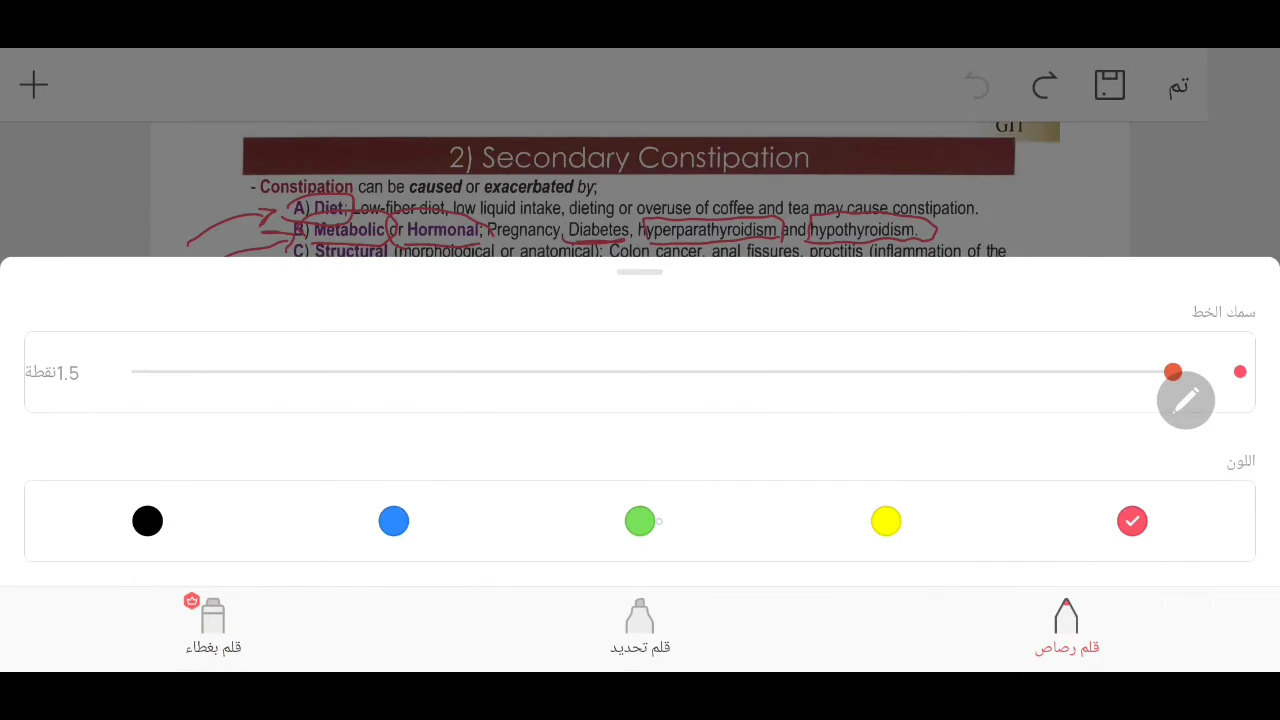 تم
GIT
2) Secondary Constipation
- Constipation can be caused or exacerbated by;
A) Diet; Low-fiber diet, low liquid intake, dieting or overuse of coffee and tea may cause constipation.
B) Metabolic or Hormonal; Pregnancy, Diabetes, hyperparathyroidism and hypothyroidism.
C) Structural (morphological or anatomical); Colon cancer, anal fissures, proctitis (inflammation of the
سمك الخط
1.5نقطة
اللون
قلم رصاص
قلم تحديد
قلم بغطاء